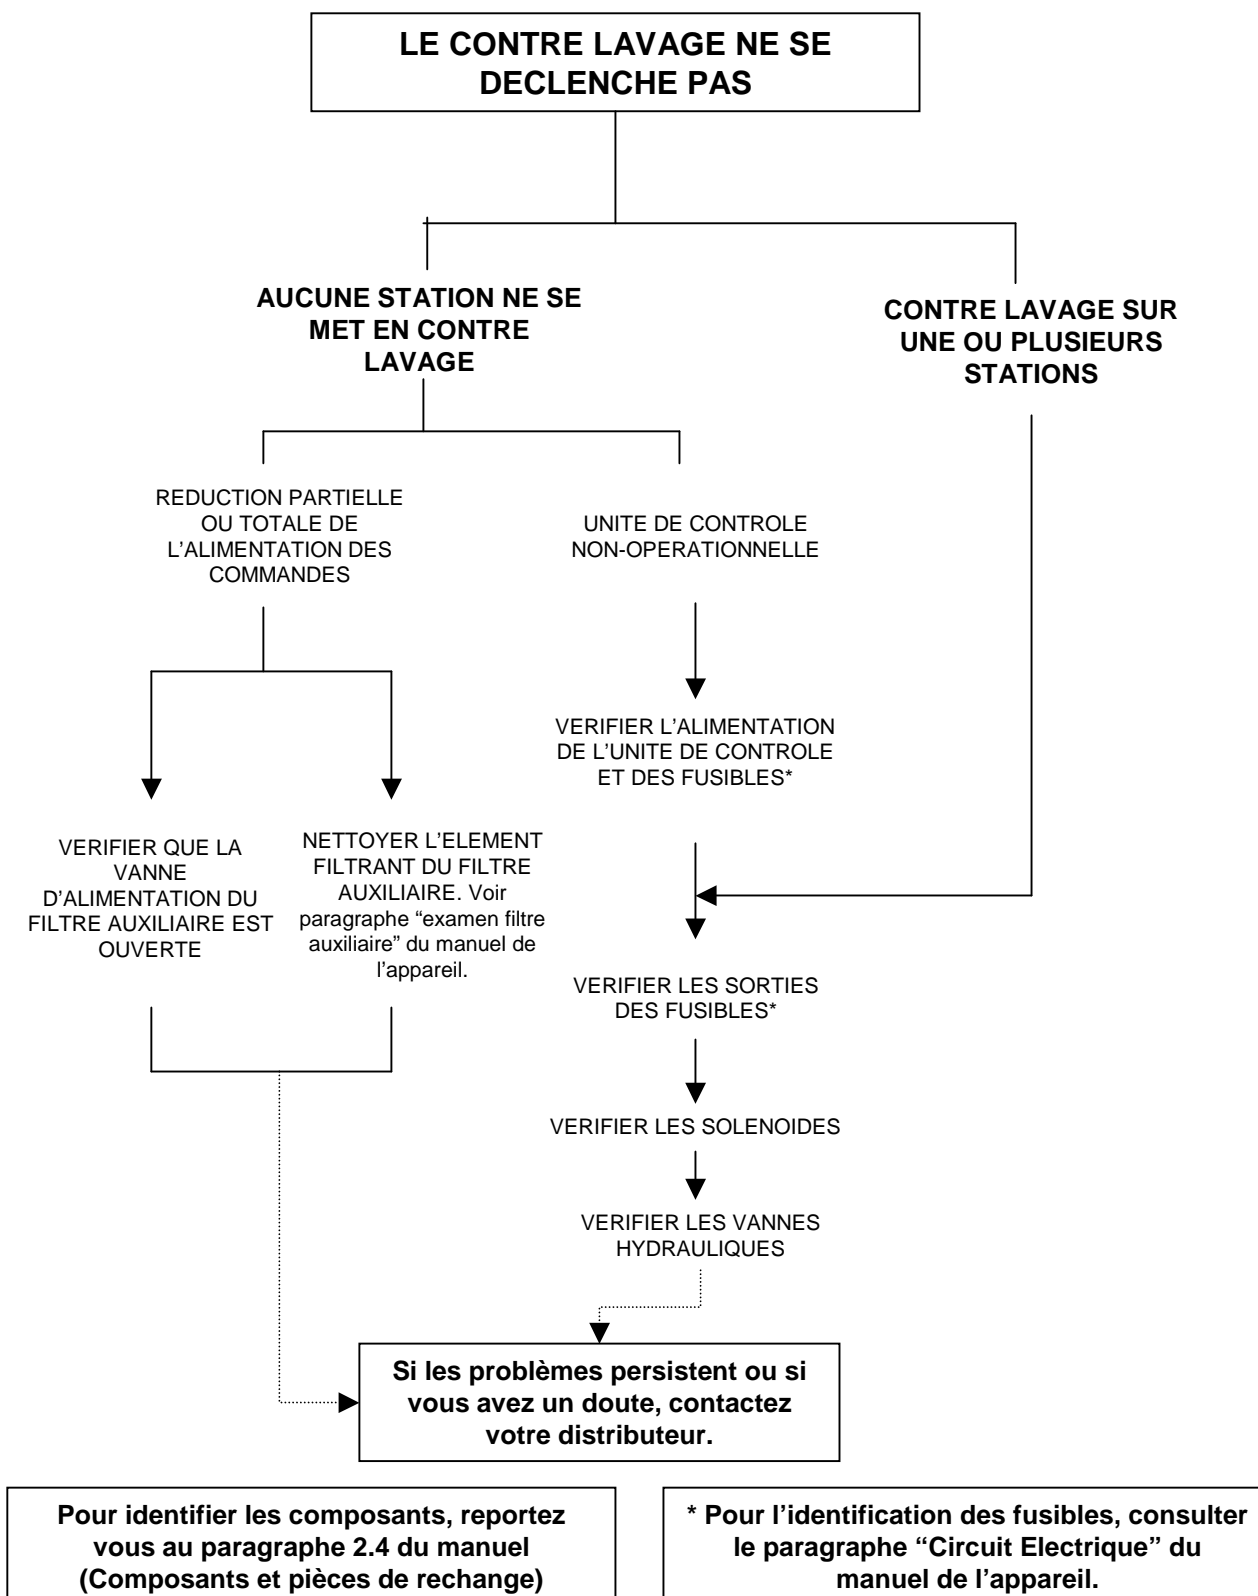 LE CONTRE LAVAGE NE SE
DECLENCHE PAS
AUCUNE STATION NE SE
MET EN CONTRE
LAVAGE
CONTRE LAVAGE SUR
UNE OU PLUSIEURS
STATIONS
REDUCTION PARTIELLE
OU TOTALE DE
L’ALIMENTATION DES
COMMANDES
UNITE DE CONTROLE
NON-OPERATIONNELLE
VERIFIER L’ALIMENTATION
DE L’UNITE DE CONTROLE
ET DES FUSIBLES*
VERIFIER QUE LA
VANNE
D’ALIMENTATION DU
FILTRE AUXILIAIRE EST
OUVERTE
NETTOYER L’ELEMENT
FILTRANT DU FILTRE
AUXILIAIRE. Voir
paragraphe “examen filtre
auxiliaire” du manuel de
l’appareil.
VERIFIER LES SORTIES
DES FUSIBLES*
VERIFIER LES SOLENOIDES
VERIFIER LES VANNES
HYDRAULIQUES
Si les problèmes persistent ou si
vous avez un doute, contactez
votre distributeur.
Pour identifier les composants, reportez
vous au paragraphe 2.4 du manuel
(Composants et pièces de rechange)
* Pour l’identification des fusibles, consulter
le paragraphe “Circuit Electrique” du
manuel de l’appareil.